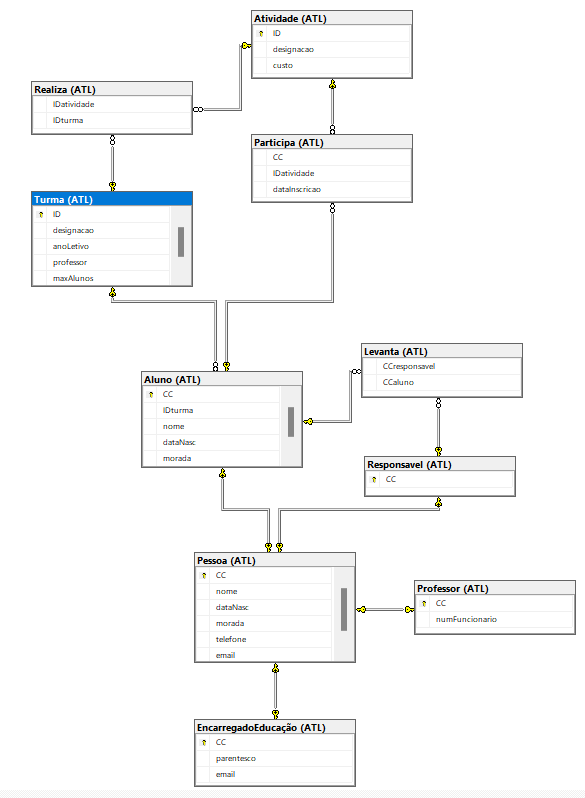 Atividade (ATL)
ID
designacao
custo
Realiza (ATL)
IDatividade
IDturma
Participa (ATL)
CC
IDatividade
dataInscricao
Turma (ATL)
ID
designacao
anoLetivo
professor
maxAlunos
Levanta (ATL)
CCresponsavel
CCaluno
Aluno (ATL)
CC
IDturma
nome
dataNasc
morada
Responsavel (ATL)
CC
Pessoa (ATL)
CC
nome
dataNasc
morada
telefone
email
Professor (ATL)
CC
numFuncionario
EncarregadoEducação (ATL)
CC
parentesco
email